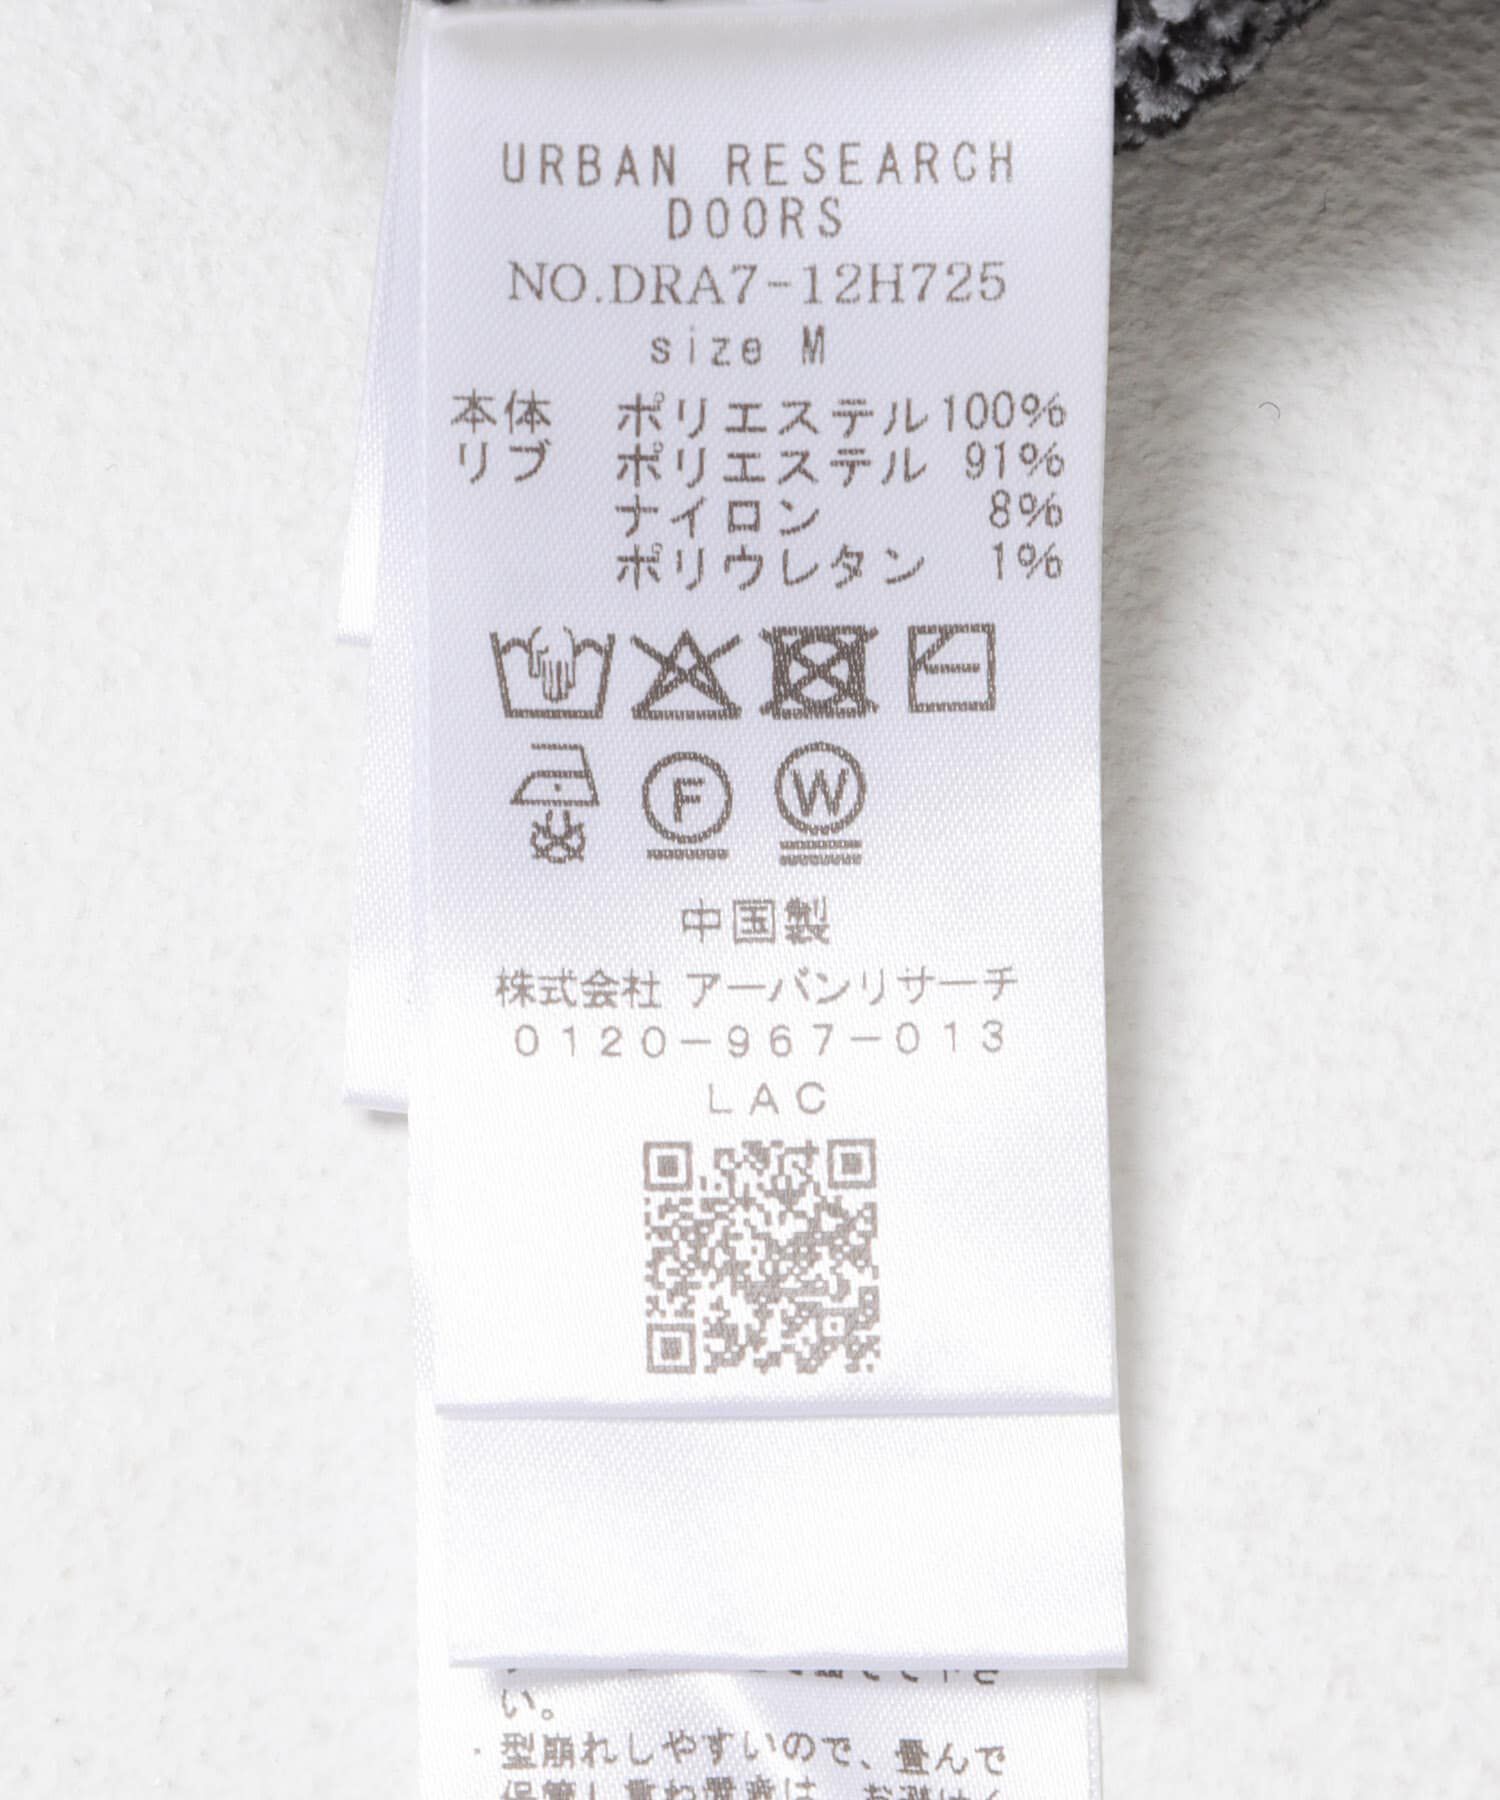 URBAN RESEARCH
DOORS
NO.DRA7-12H725
size M
本体 ポリエステル 100%
リブ ポリエステル 91%
ナイロン 8%
ポリウレタン 1%
F W
中国製
株式会社 アーバンリサーチ
0120-967-013
LAC
い。
・型崩れしやすいので、畳んで